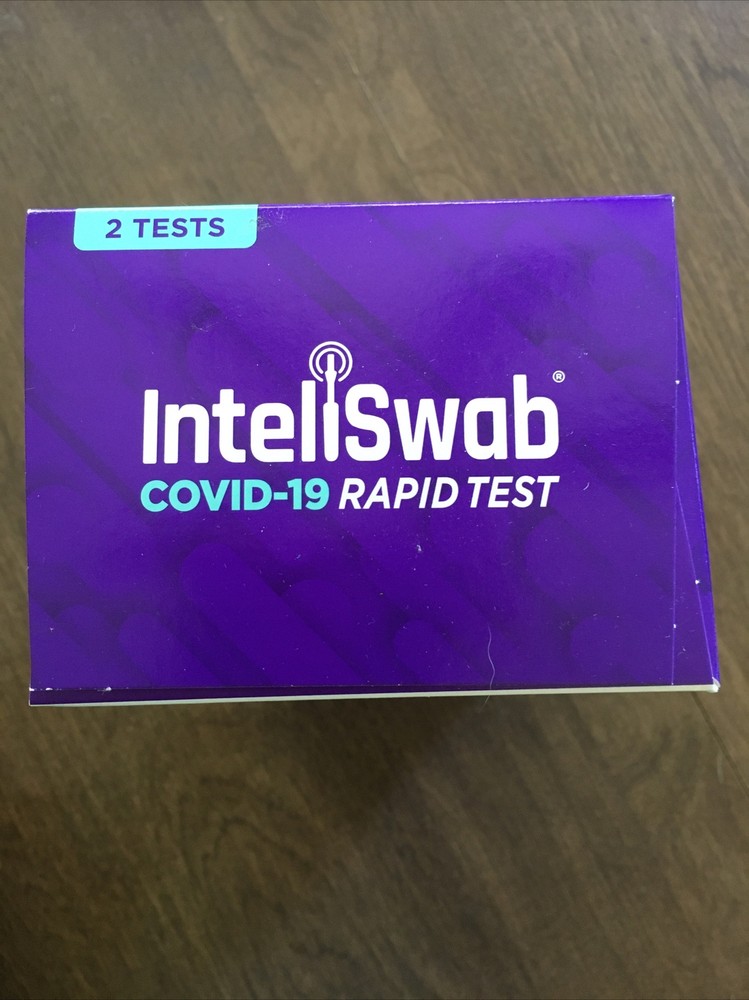 2 TESTS
InteliSwab®
COVID-19 RAPID TEST